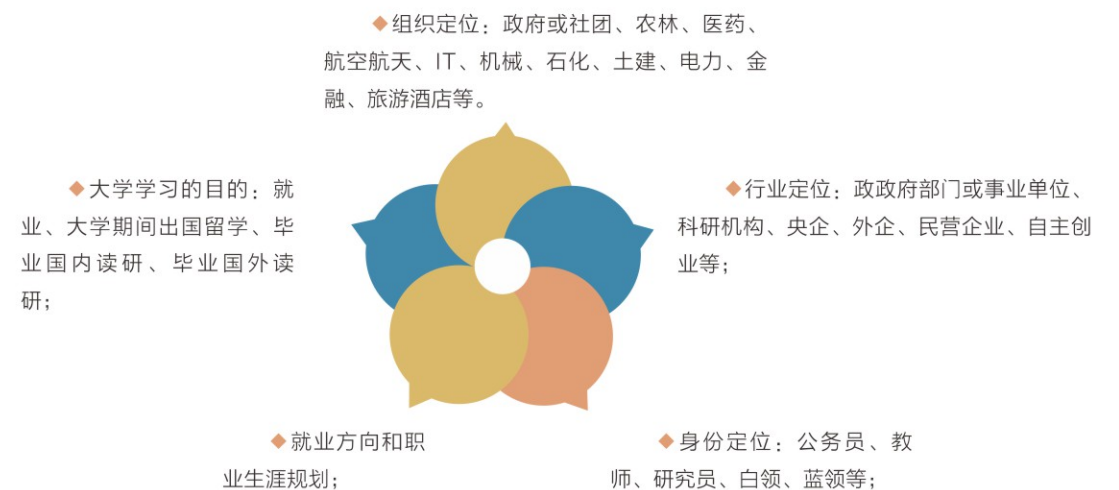 ◆组织定位：政府或社团、农林、医药、
航空航天、IT、机械、石化、土建、电力、金
融、旅游酒店等。
◆大学学习的目的：就
业、大学期间出国留学、毕
业国内读研、毕业国外读
研；
◆行业定位：政政府部门或事业单位、
科研机构、央企、外企、民营企业、自主创
业等；
◆就业方向和职
业生涯规划；
◆身份定位：公务员、教
师、研究员、白领、蓝领等；